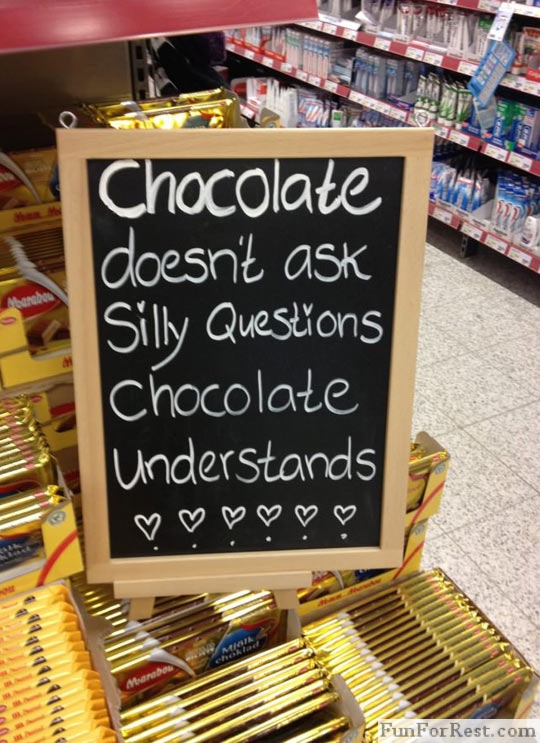 Chocolate
doesn't ask
Silly Questions
Chocolate
Understands
Marabou
Marabou
Mjölk
choklad
FunForRest.com